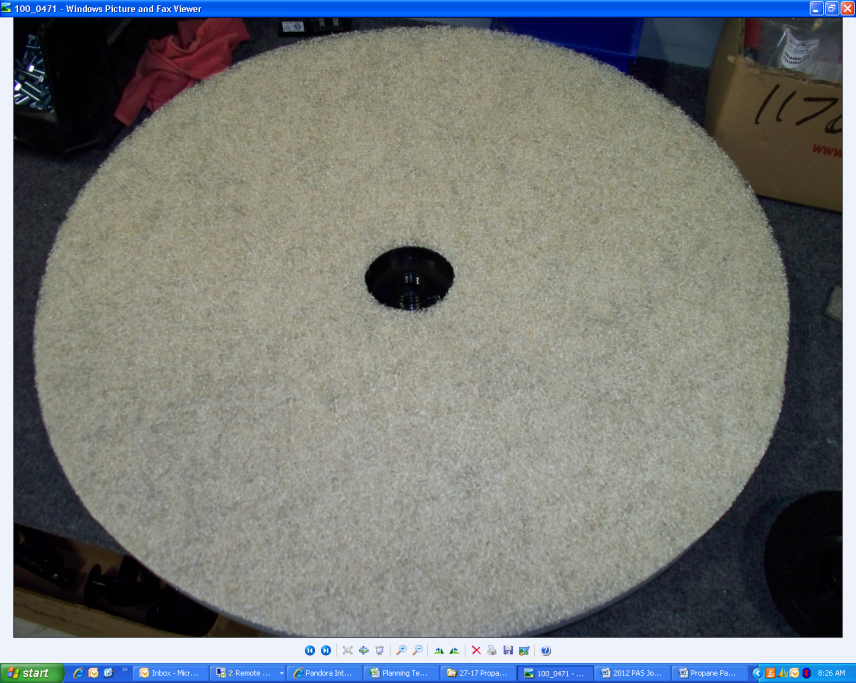 100_0471 - Windows Picture and Fax Viewer
117
www
start
Inbox - Micr...
2 Remote ...
Pandora Int...
Planning Te...
27-17 Propa...
100_0471 - ...
2012 PAS Jo...
Propane Pa...
8:26 AM